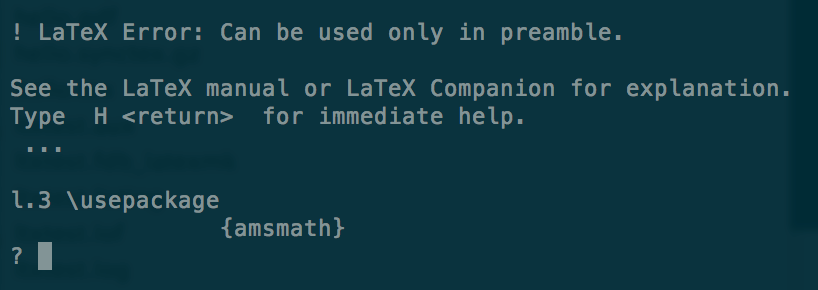 ! LaTeX Error: Can be used only in preamble.
See the LaTeX manual or LaTeX Companion for explanation.
Type  H <return>  for immediate help.
 ...
l.3 \usepackage
               {amsmath}
?